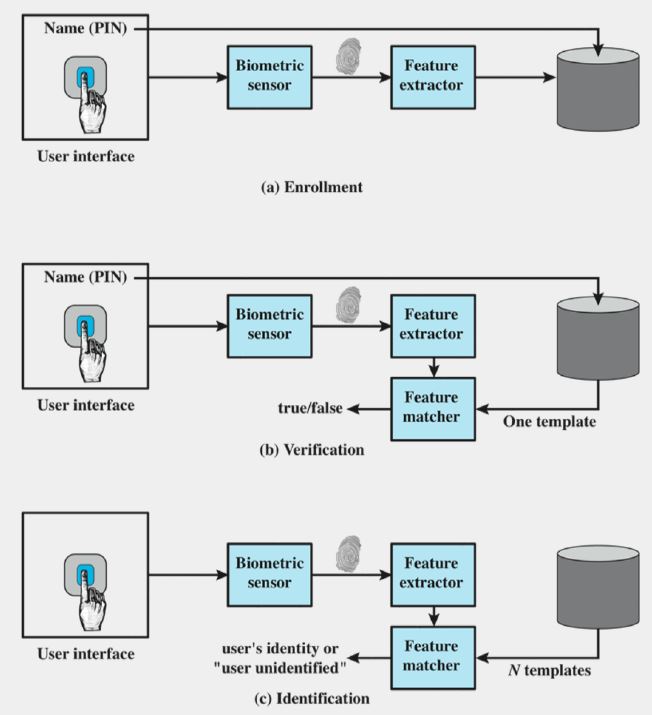 Name (PIN)
Biometric
sensor
Feature
extractor
User interface
(a) Enrollment
Name (PIN)
Biometric
sensor
Feature
extractor
User interface
Feature
matcher
true/false
One template
(b) Verification
Biometric
sensor
Feature
extractor
User interface
Feature
matcher
user's identity or
"user unidentified"
N templates
(c) Identification